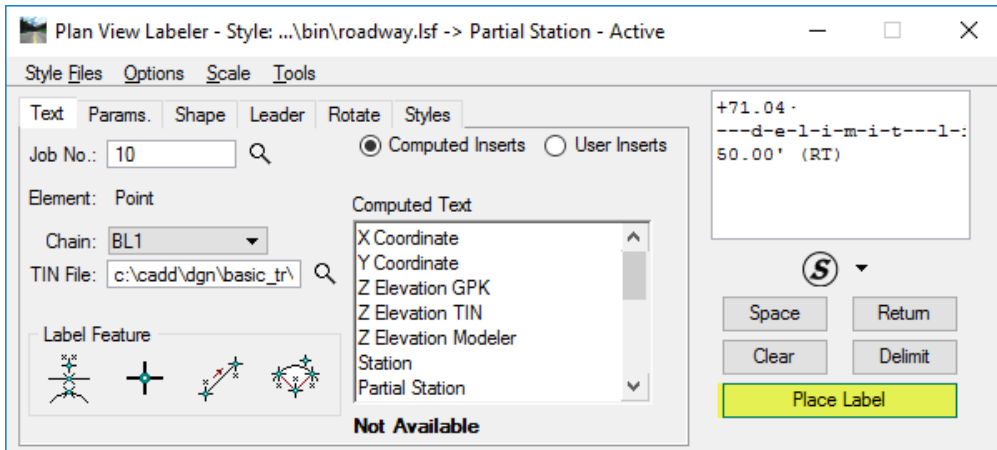 Plan View Labeler - Style: ...\bin\roadway.lsf -> Partial Station - Active
Style Files Options Scale Tools
Text Params. Shape Leader Rotate Styles
Job No.: 10
Computed Inserts User Inserts
Element: Point
Chain: BL1
TIN File: c:\cadd\dgn\basic_tr\
Label Feature
Computed Text
X Coordinate
Y Coordinate
Z Elevation GPK
Z Elevation TIN
Z Elevation Modeler
Station
Partial Station
Not Available
+71.04·
---d-e-l-i-m-i-t---l-i
50.00' (RT)
S
Space Return
Clear Delimit
Place Label